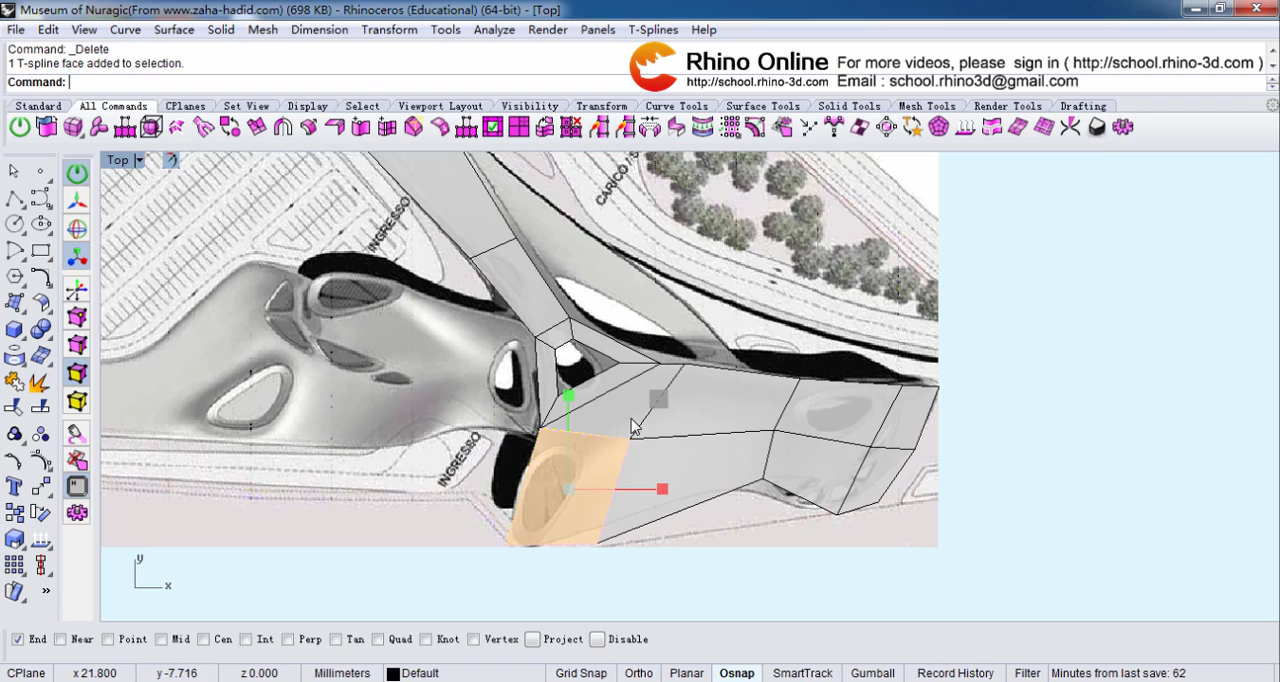 Museum of Nuragic(From www.zaha-hadid.com) (698 KB) - Rhinoceros (Educational) (64-bit) - [Top]
File Edit View Curve Surface Solid Mesh Dimension Transform Tools Analyze Render Panels T-Splines Help
Command: _Delete
1 T-spline face added to selection.
Command:
Rhino Online
http://school.rhino-3d.com
For more videos, please sign in ( http://school.rhino-3d.com )
Email : school.rhino3d@gmail.com
Standard All Commands CPlanes Set View Display Select Viewport Layout Visibility Transform Curve Tools Surface Tools Solid Tools Mesh Tools Render Tools Drafting
Top
CARICO / S
INGRESSO
INGRESSO
y
x
End Near Point Mid Cen Int Perp Tan Quad Knot Vertex Project Disable
CPlane x 21.800 y -7.716 z 0.000 Millimeters Default Grid Snap Ortho Planar Osnap SmartTrack Gumball Record History Filter Minutes from last save: 62